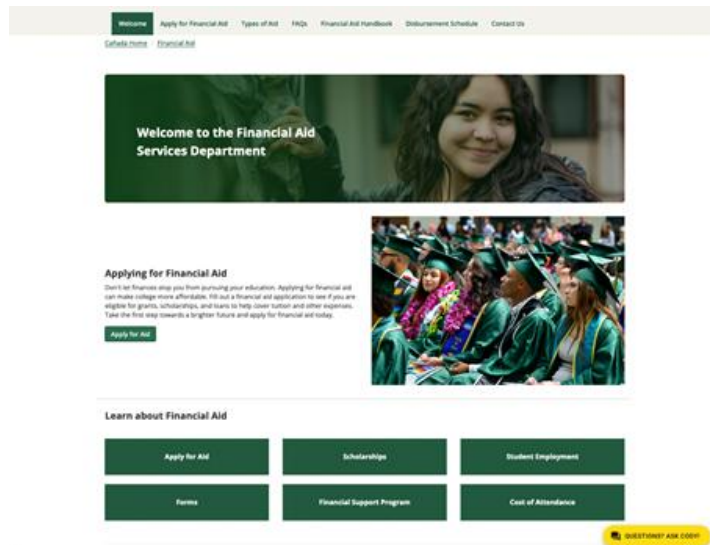 Welcome Apply for Financial Aid Types of Aid FAQs Financial Aid Handbook Disbursement Schedule Contact Us
Cañada Home Financial Aid
Welcome to the Financial Aid
Services Department
Applying for Financial Aid
Don't let finances stop you from pursuing your education. Applying for financial aid
can make college more affordable. Fill out a financial aid application to see if you are
eligible for grants, scholarships, and loans to help cover tuition and other expenses.
Take the first step towards a brighter future and apply for financial aid today.
Apply for Aid
Learn about Financial Aid
Apply for Aid Scholarships Student Employment
Forms Financial Support Program Cost of Attendance
QUESTIONS? ASK CODY!